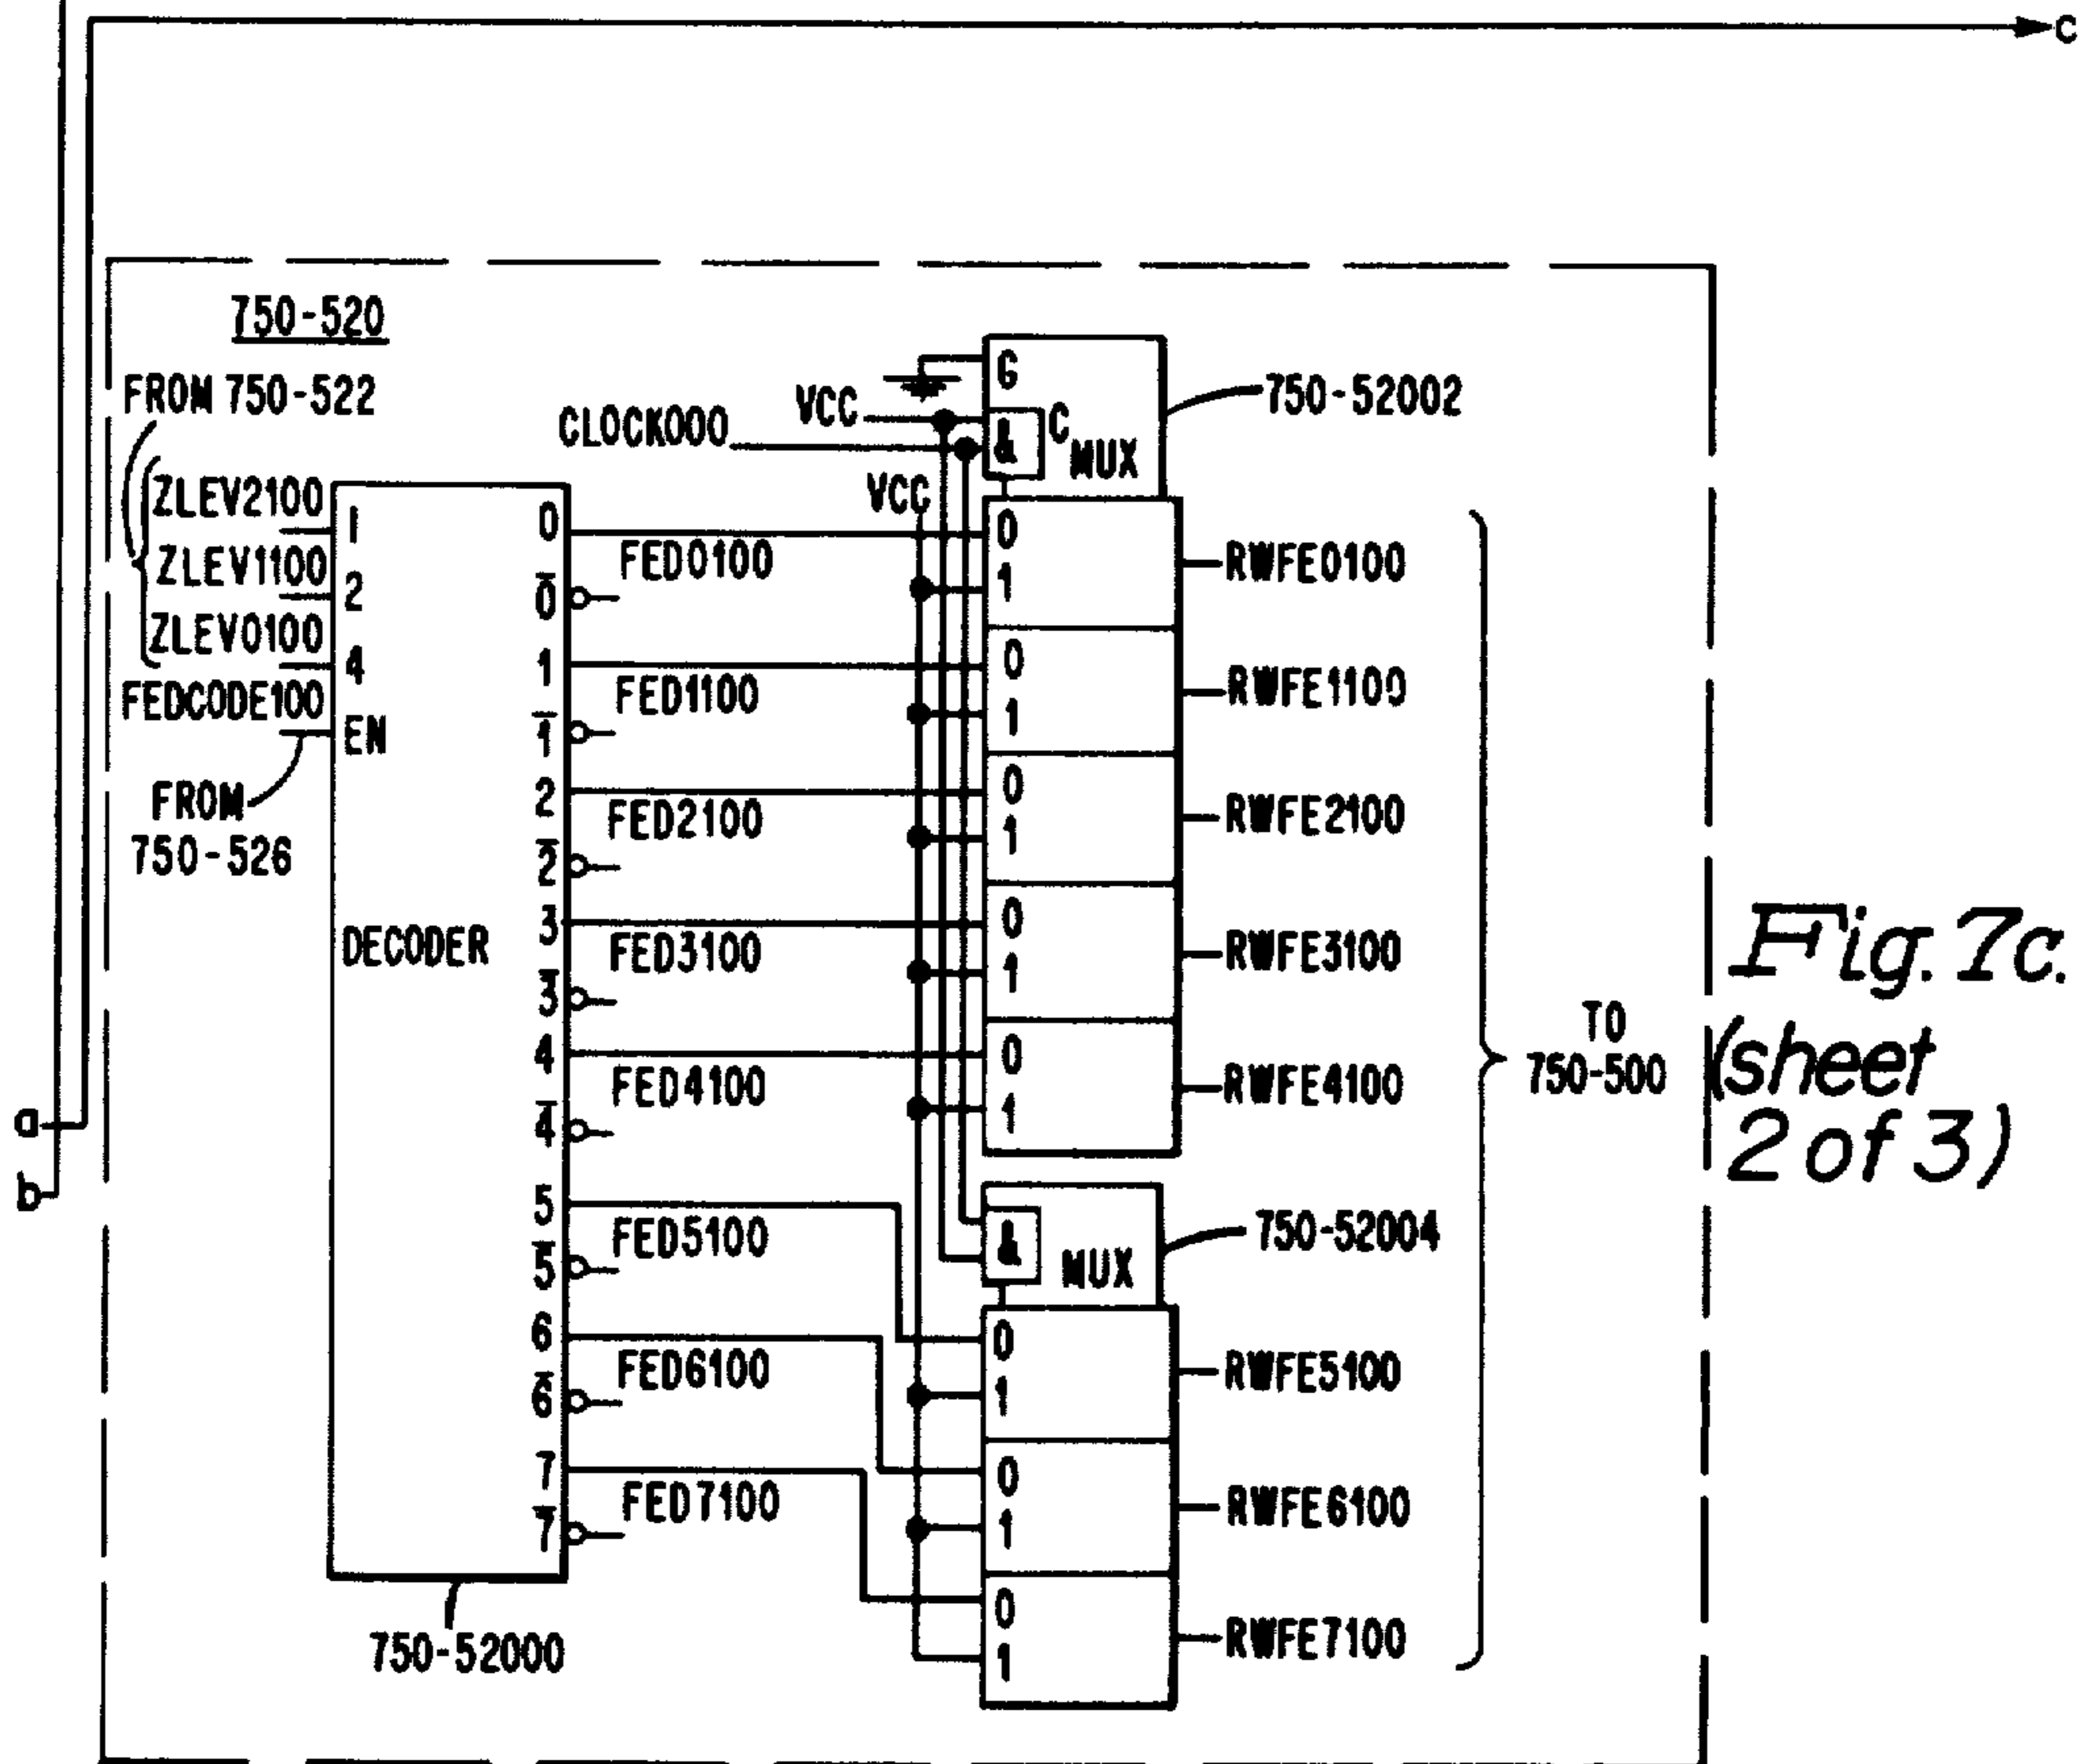 C
750-520
FROM 750-522
ZLEV2100
ZLEV1100
ZLEV0100
FEDCODE100
FROM
750-526
1
2
4
EN
DECODER
0
0̅
1
1̅
2
2̅
3
3̅
4
4̅
5
5̅
6
6̅
7
7̅
750-52000
FED0100
FED1100
FED2100
FED3100
FED4100
FED5100
FED6100
FED7100
CLOCK000
VCC
VCC
G
&
C
MUX
750-52002
0
1
RWFE0100
0
1
RWFE1100
0
1
RWFE2100
0
1
RWFE3100
0
1
RWFE4100
&
MUX
750-52004
0
1
RWFE5100
0
1
RWFE6100
0
1
RWFE7100
TO
750-500
a
b
Fig. 7c.
(sheet
2 of 3)